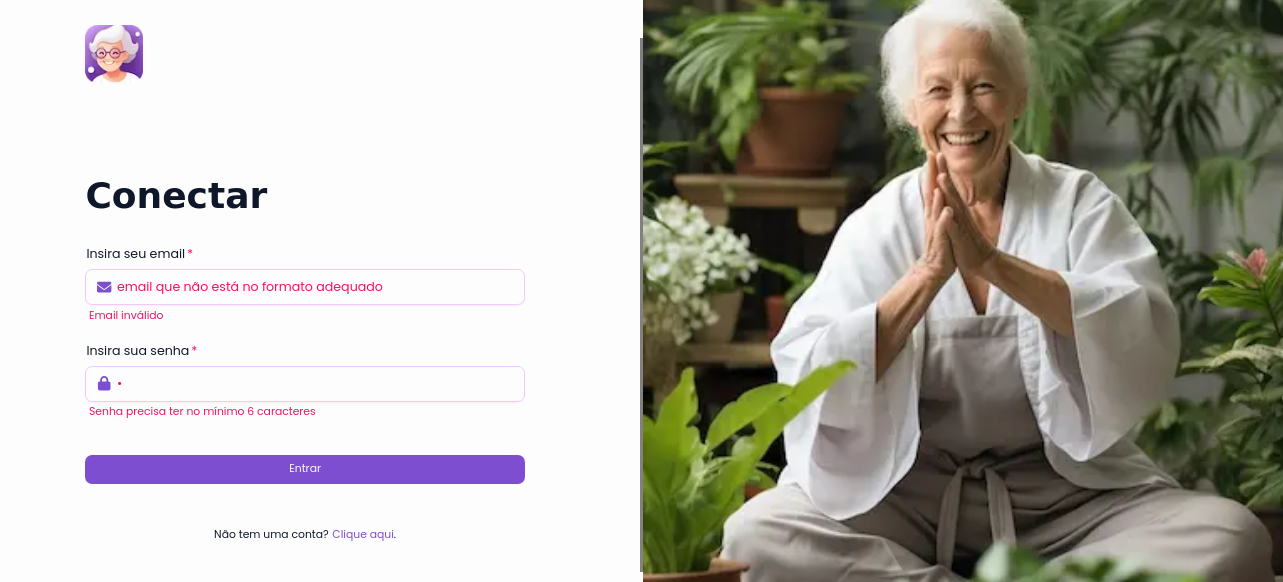 Conectar
Insira seu email *
email que não está no formato adequado
Email inválido
Insira sua senha *
•
Senha precisa ter no mínimo 6 caracteres
Entrar
Não tem uma conta? Clique aqui.